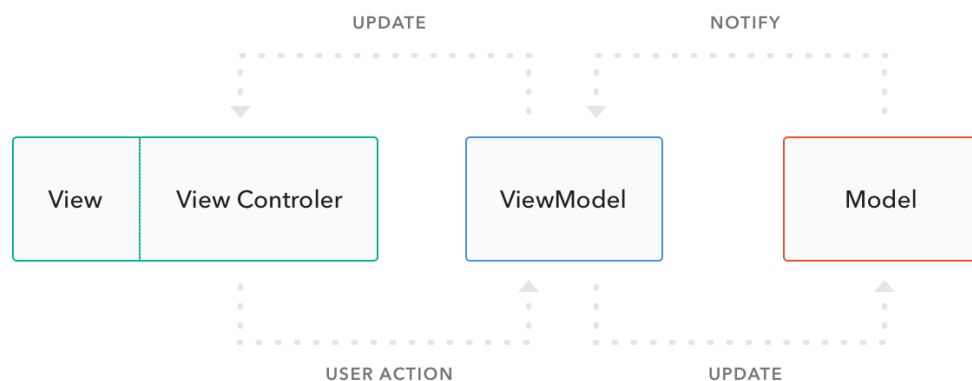 UPDATE
NOTIFY
View
View Controler
ViewModel
Model
USER ACTION
UPDATE